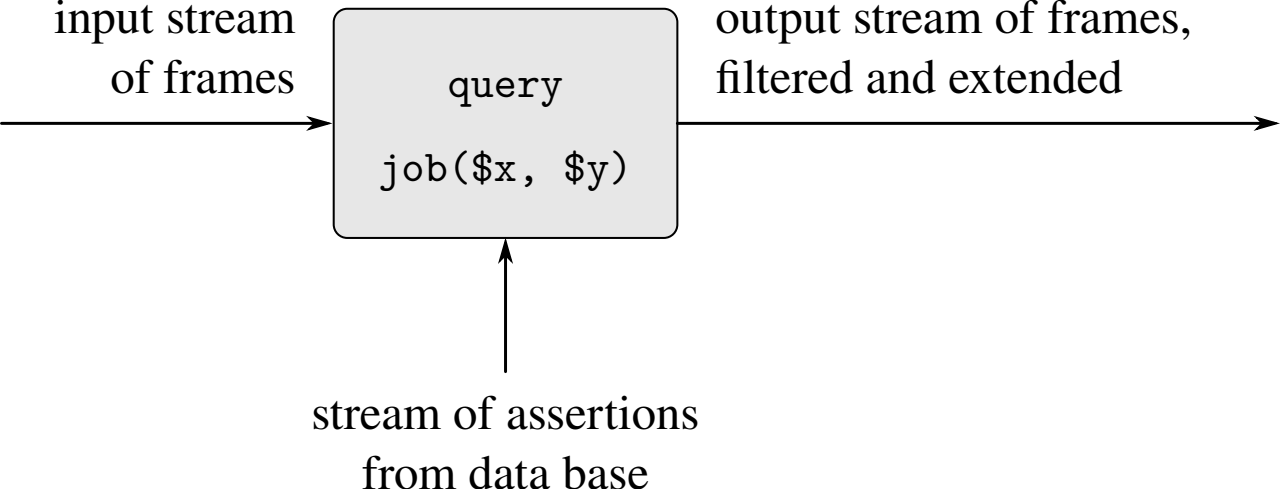 input stream
of frames
query
job($x, $y)
output stream of frames,
filtered and extended
stream of assertions
from data base